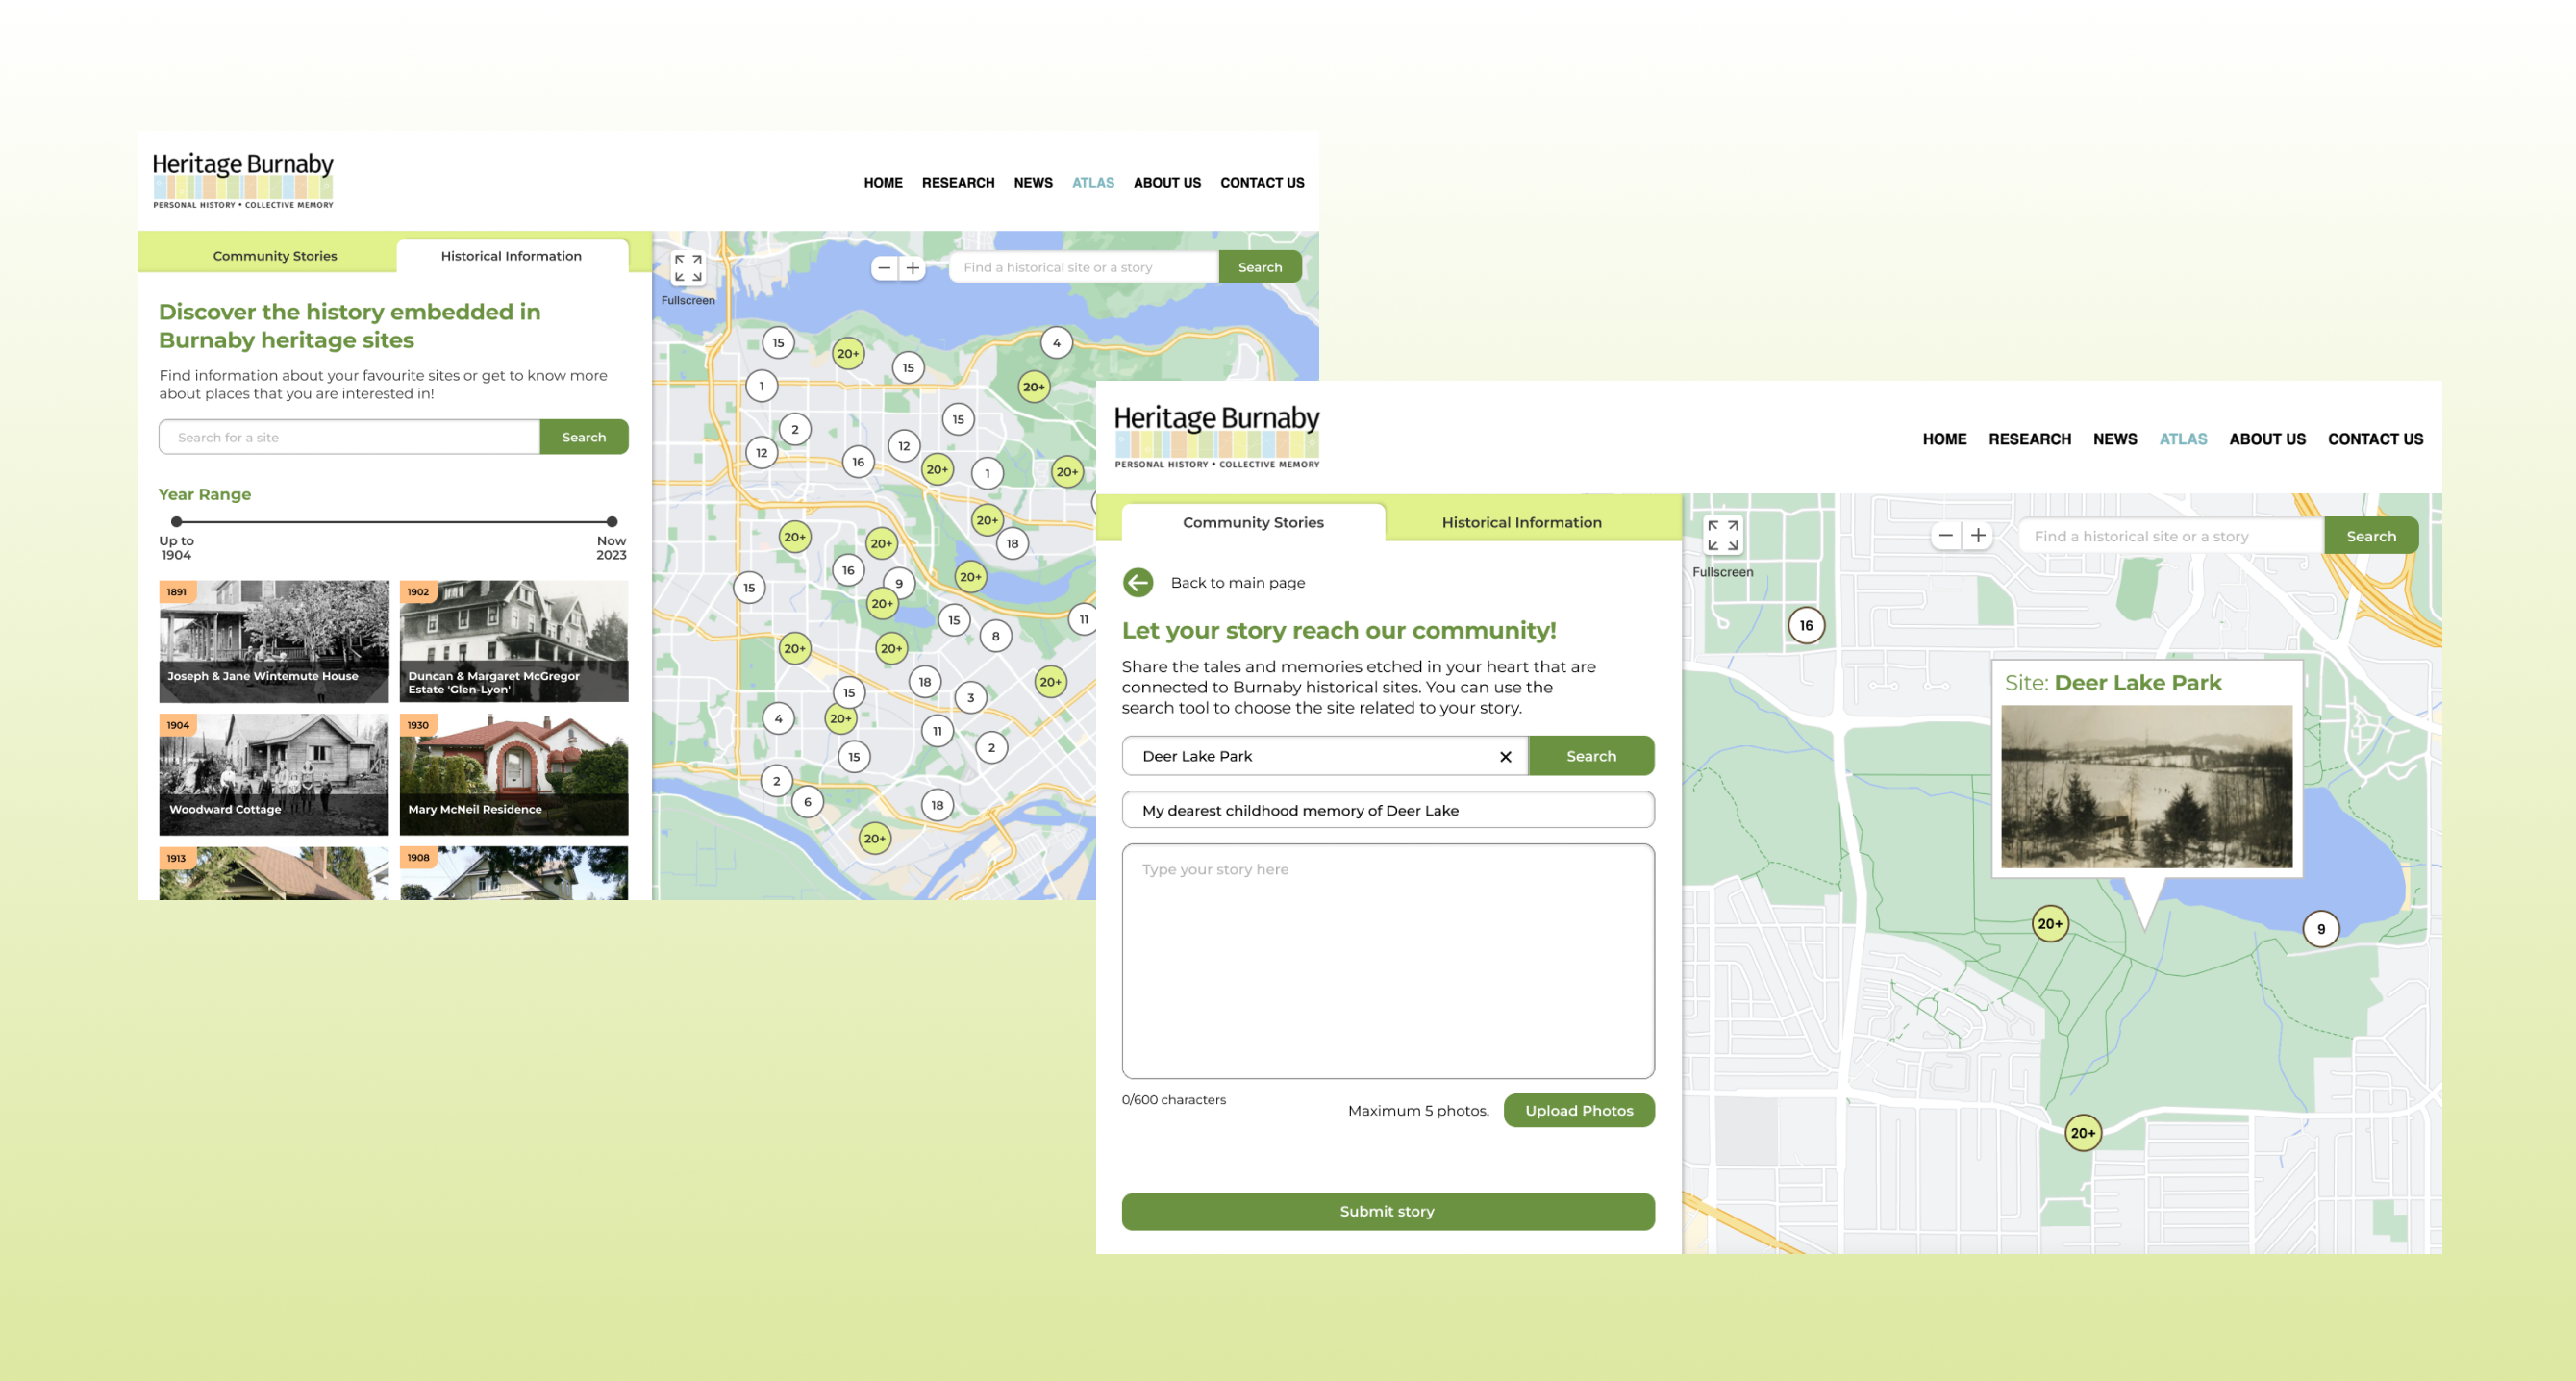 Heritage Burnaby
PERSONAL HISTORY • COLLECTIVE MEMORY
HOME RESEARCH NEWS ATLAS ABOUT US CONTACT US
Community Stories
Historical Information
Discover the history embedded in
Burnaby heritage sites
Find information about your favourite sites or get to know more
about places that you are interested in!
Search for a site
Search
Year Range
Up to
1904
Now
2023
1891
Joseph & Jane Wintemute House
1902
Duncan & Margaret McGregor
Estate 'Glen-Lyon'
1904
Woodward Cottage
1930
Mary McNeil Residence
1913
1908
Fullscreen
Find a historical site or a story
Search
15
20+
15
4
1
20+
15
2
12
12
16
20+
1
20+
20+
20+
20+
18
16
9
20+
15
20+
15
11
8
20+
20+
18
20+
15
3
4
20+
11
2
15
2
6
18
20+
Heritage Burnaby
PERSONAL HISTORY • COLLECTIVE MEMORY
HOME RESEARCH NEWS ATLAS ABOUT US CONTACT US
Community Stories
Historical Information
Back to main page
Let your story reach our community!
Share the tales and memories etched in your heart that are
connected to Burnaby historical sites. You can use the
search tool to choose the site related to your story.
Deer Lake Park
Search
My dearest childhood memory of Deer Lake
Type your story here
0/600 characters
Maximum 5 photos.
Upload Photos
Submit story
Fullscreen
Find a historical site or a story
Search
16
Site: Deer Lake Park
20+
9
20+